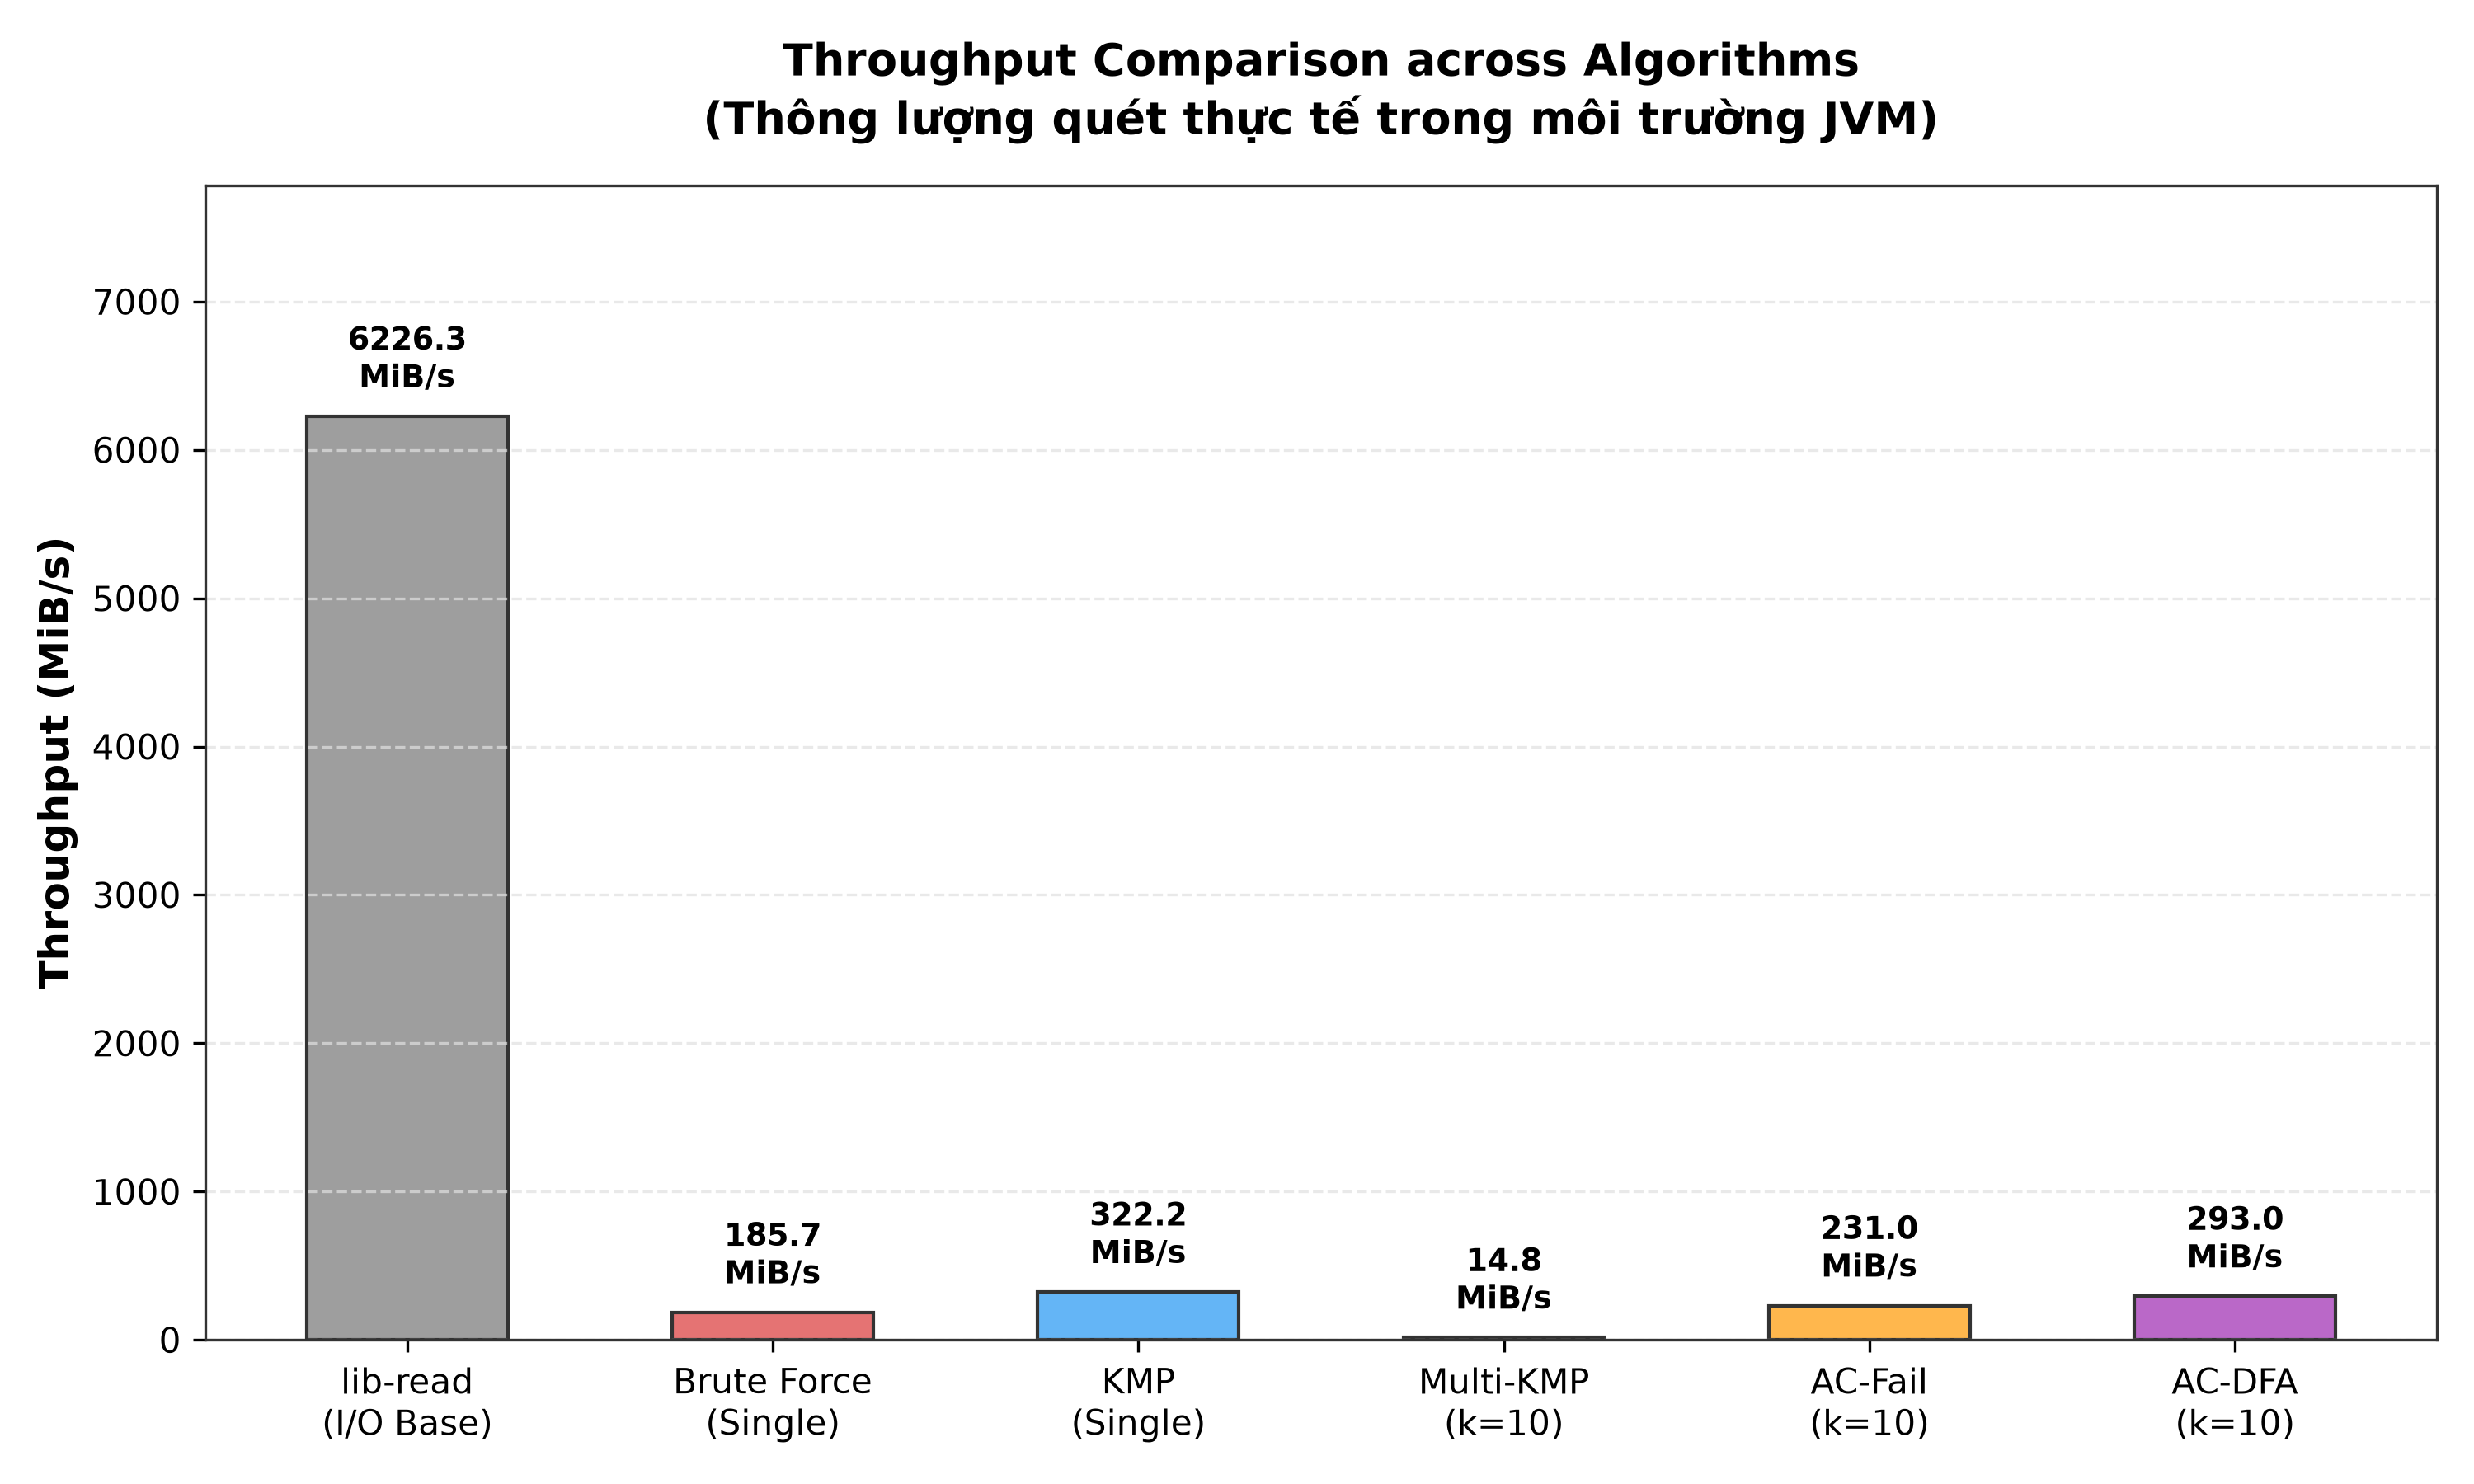 Throughput Comparison across Algorithms
(Thông lượng quét thực tế trong môi trường JVM)
Throughput (MiB/s)
7000
6000
5000
4000
3000
2000
1000
0
6226.3
MiB/s
185.7
MiB/s
322.2
MiB/s
14.8
MiB/s
231.0
MiB/s
293.0
MiB/s
lib-read
(I/O Base)
Brute Force
(Single)
KMP
(Single)
Multi-KMP
(k=10)
AC-Fail
(k=10)
AC-DFA
(k=10)